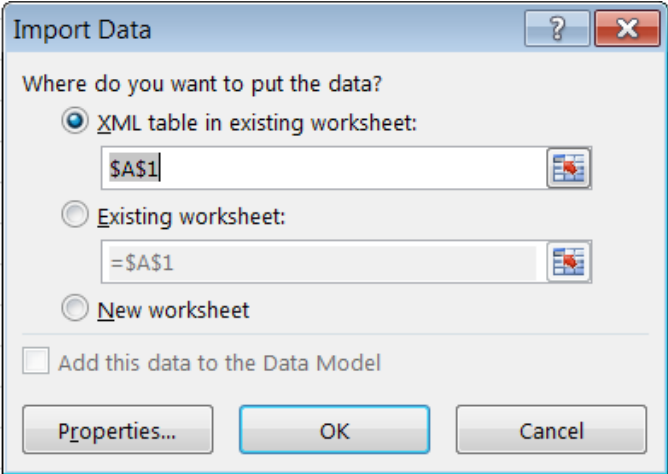 Import Data
?
Where do you want to put the data?
XML table in existing worksheet:
$A$1
Existing worksheet:
=$A$1
New worksheet
Add this data to the Data Model
Properties... OK Cancel